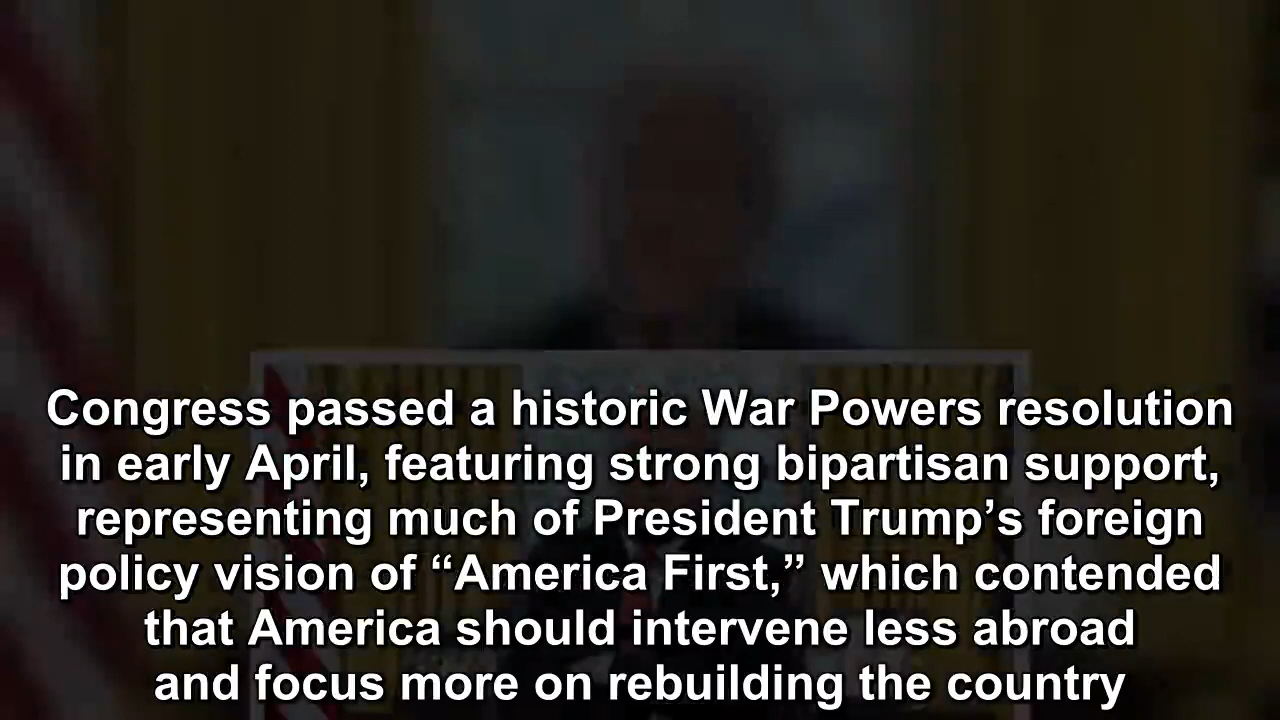 Congress passed a historic War Powers resolution
in early April, featuring strong bipartisan support,
representing much of President Trump’s foreign
policy vision of “America First,” which contended
that America should intervene less abroad
and focus more on rebuilding the country